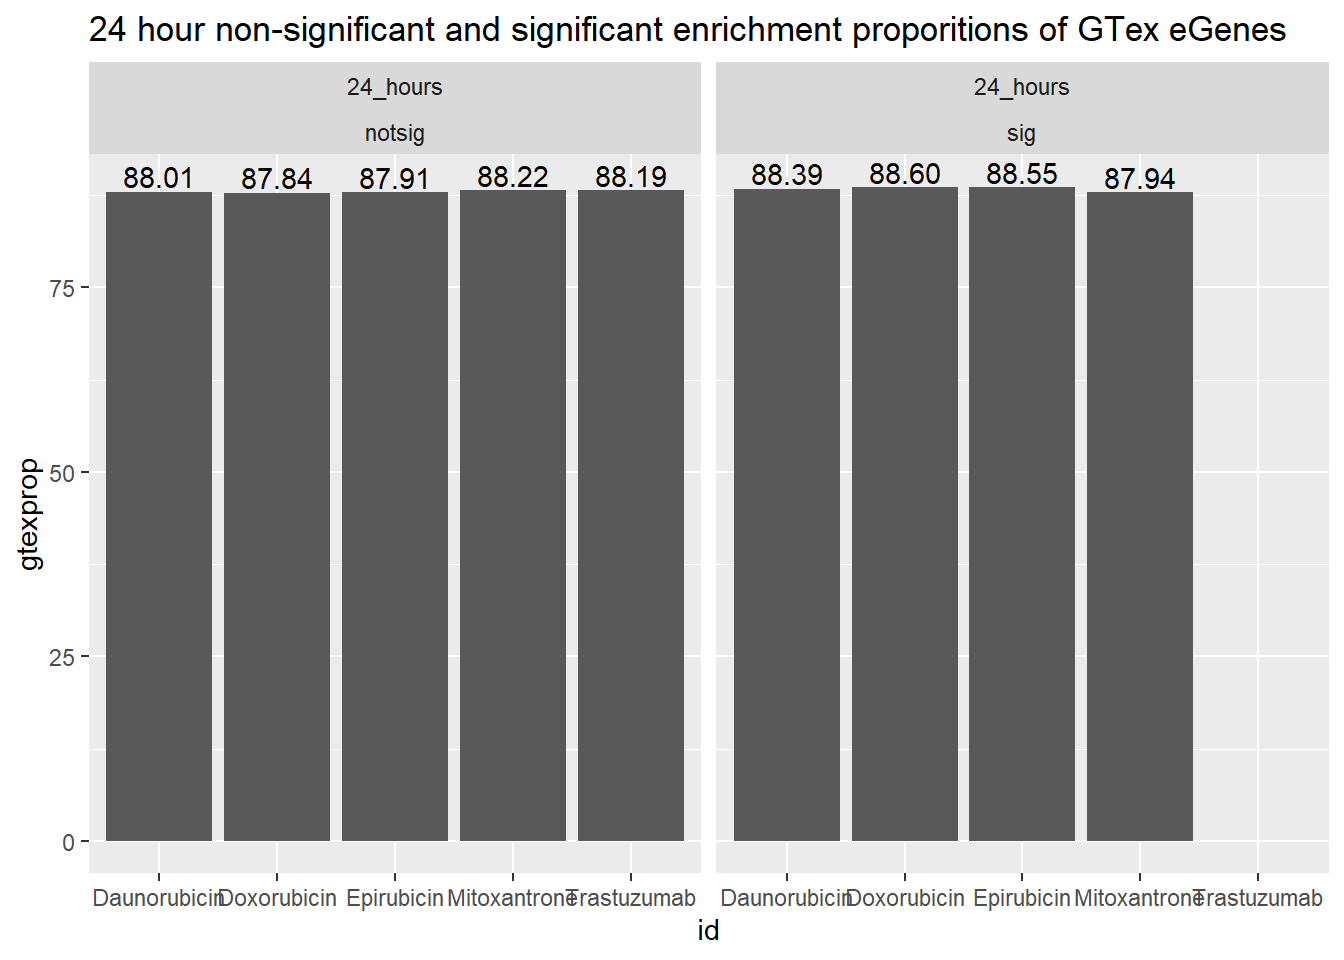 24 hour non-significant and significant enrichment proporitions of GTex eGenes
24_hours
24_hours
notsig
sig
88.01 87.84 87.91 88.22 88.19
88.39 88.60 88.55 87.94
75
50
25
0
gtexprop
Daunorubicin Doxorubicin Epirubicin Mitoxantrone Trastuzumab
Daunorubicin Doxorubicin Epirubicin Mitoxantrone Trastuzumab
id